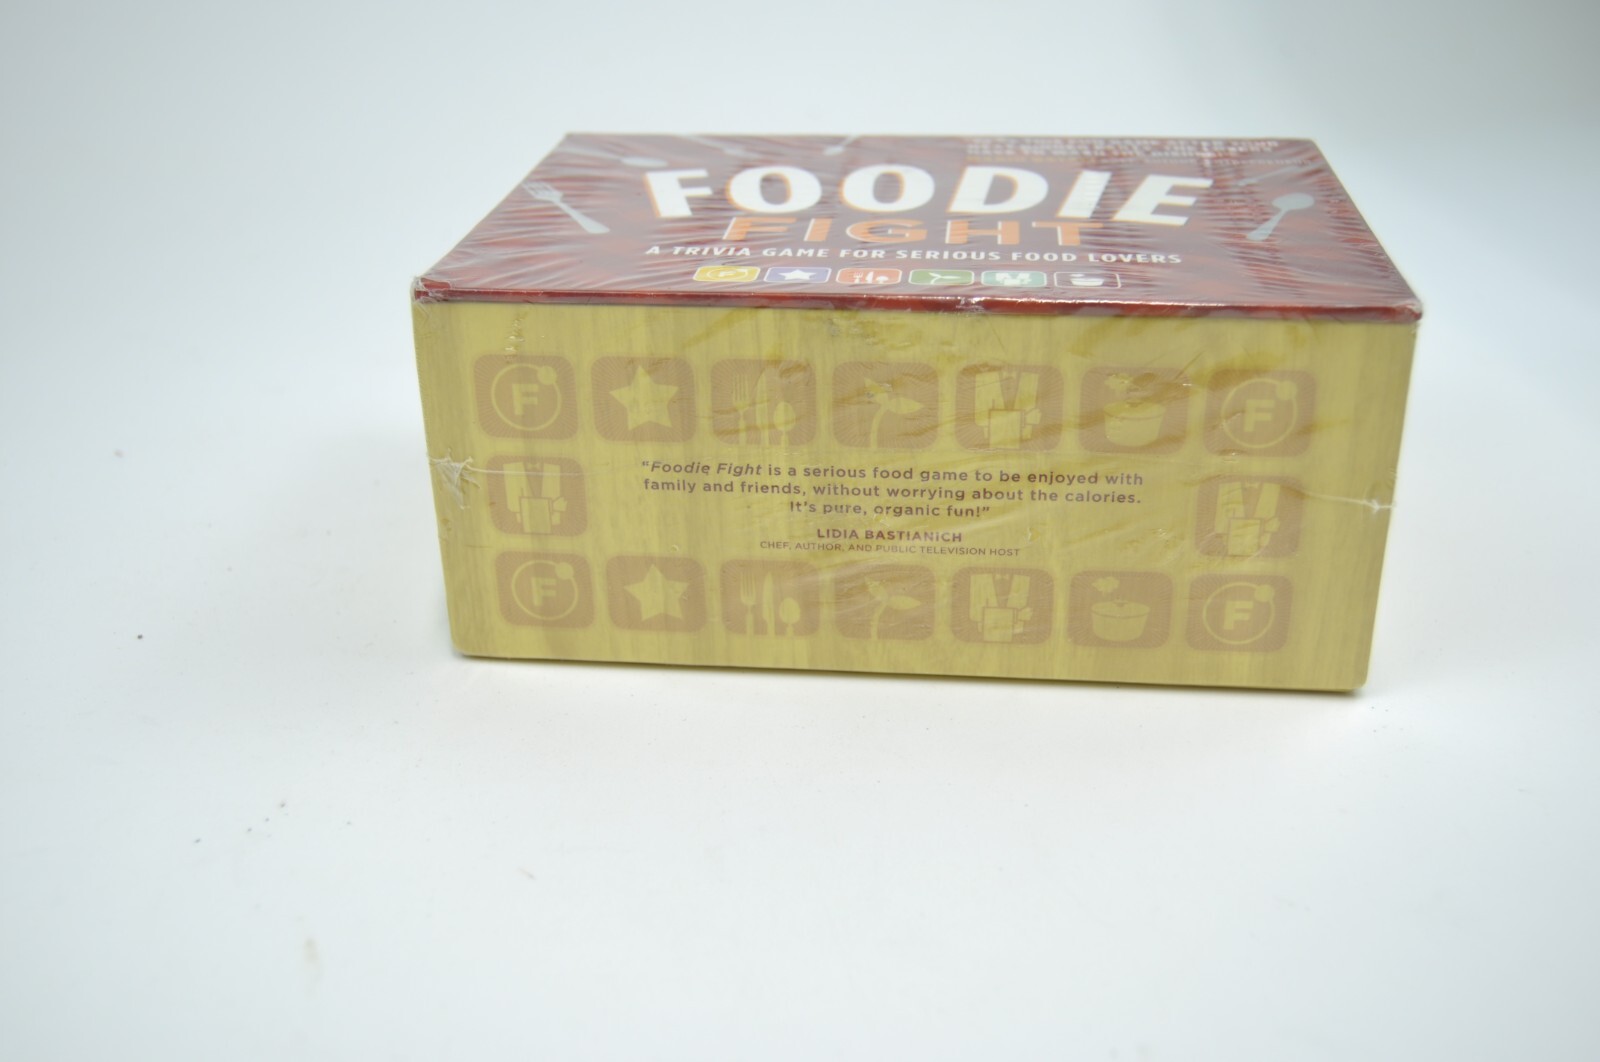 FOODIE
FIGHT
A TRIVIA GAME FOR SERIOUS FOOD LOVERS
F
F
F
"Foodie Fight is a serious food game to be enjoyed with
family and friends, without worrying about the calories.
It's pure, organic fun!"
LIDIA BASTIANICH
CHEF, AUTHOR, AND PUBLIC TELEVISION HOST
F
F